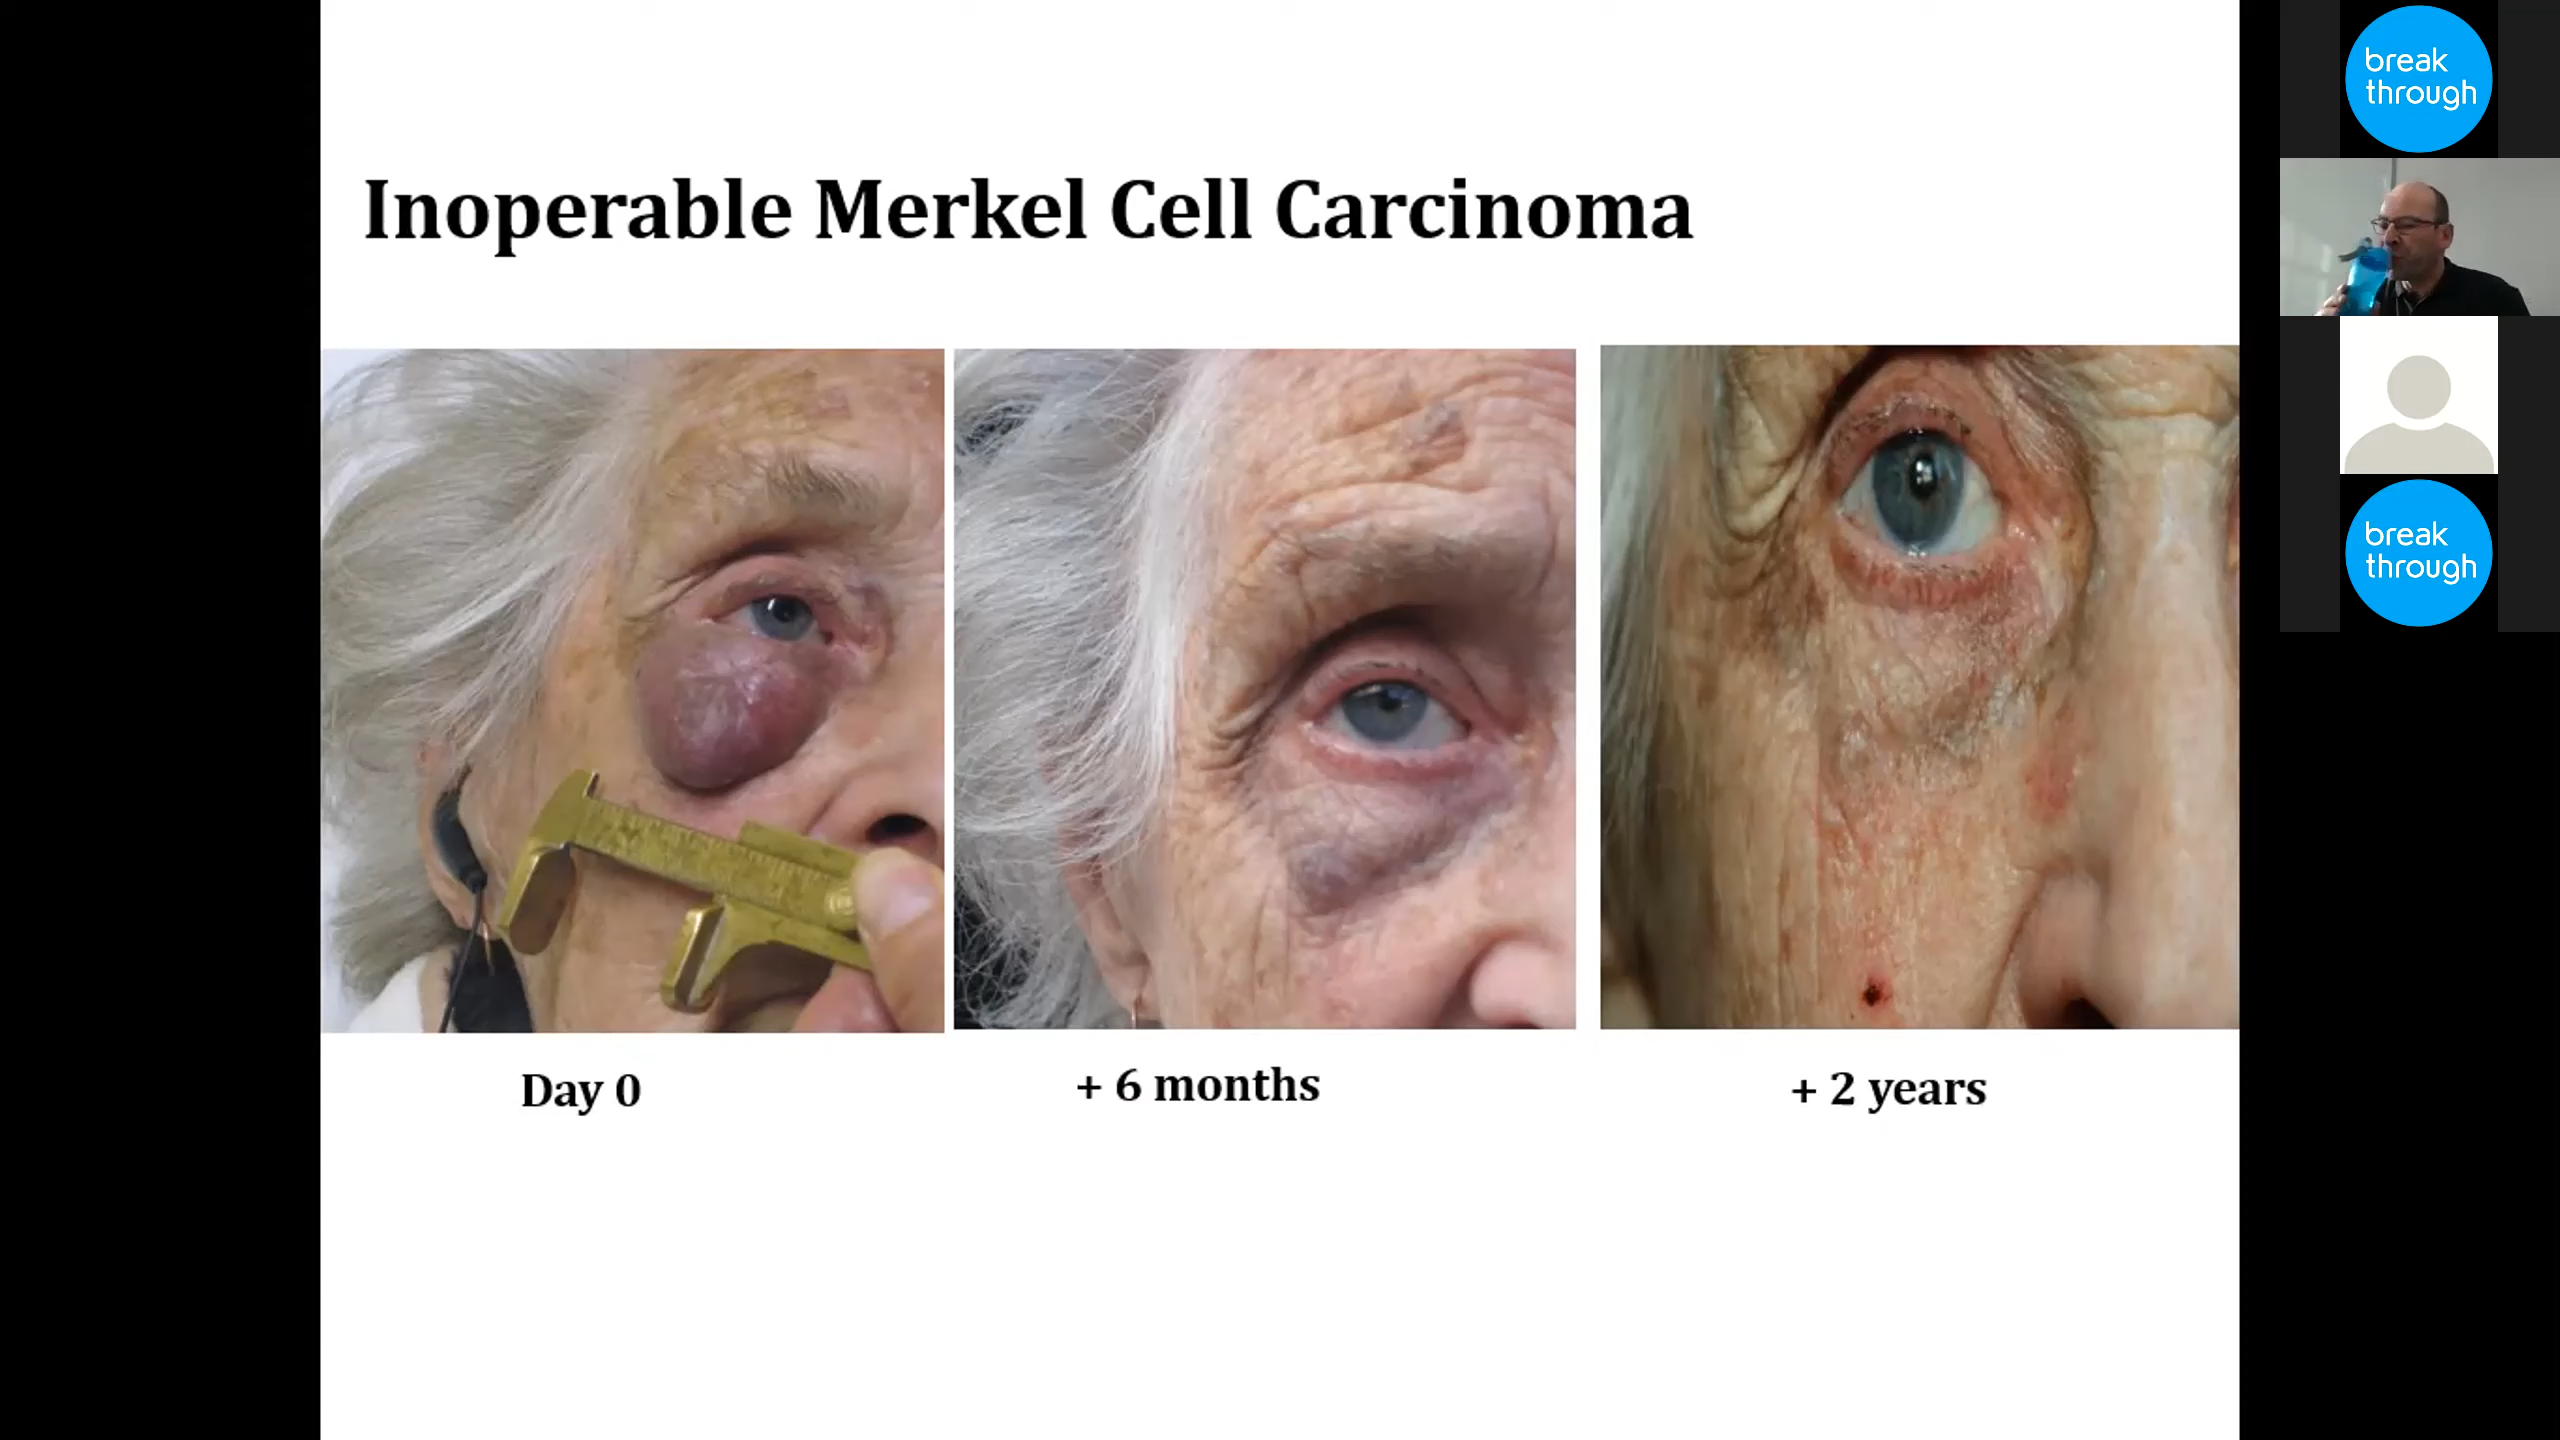 Inoperable Merkel Cell Carcinoma
Day 0
+ 6 months
+ 2 years
break
through
break
through